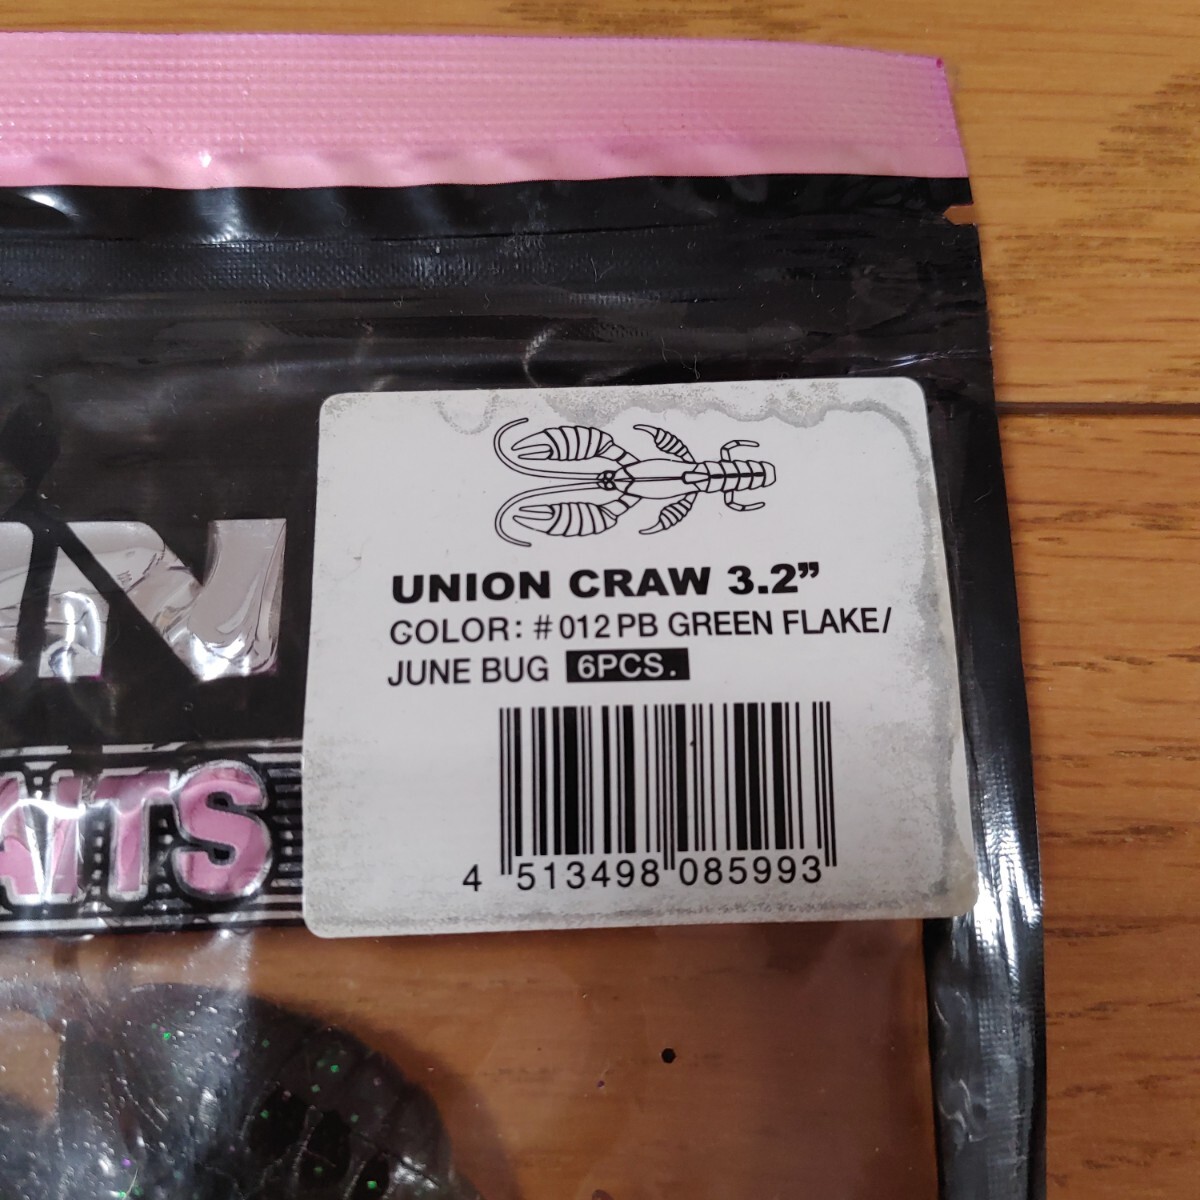 UNION CRAW 3.2”
COLOR: #012 PB GREEN FLAKE/
JUNE BUG 6PCS.
4 513498 085993